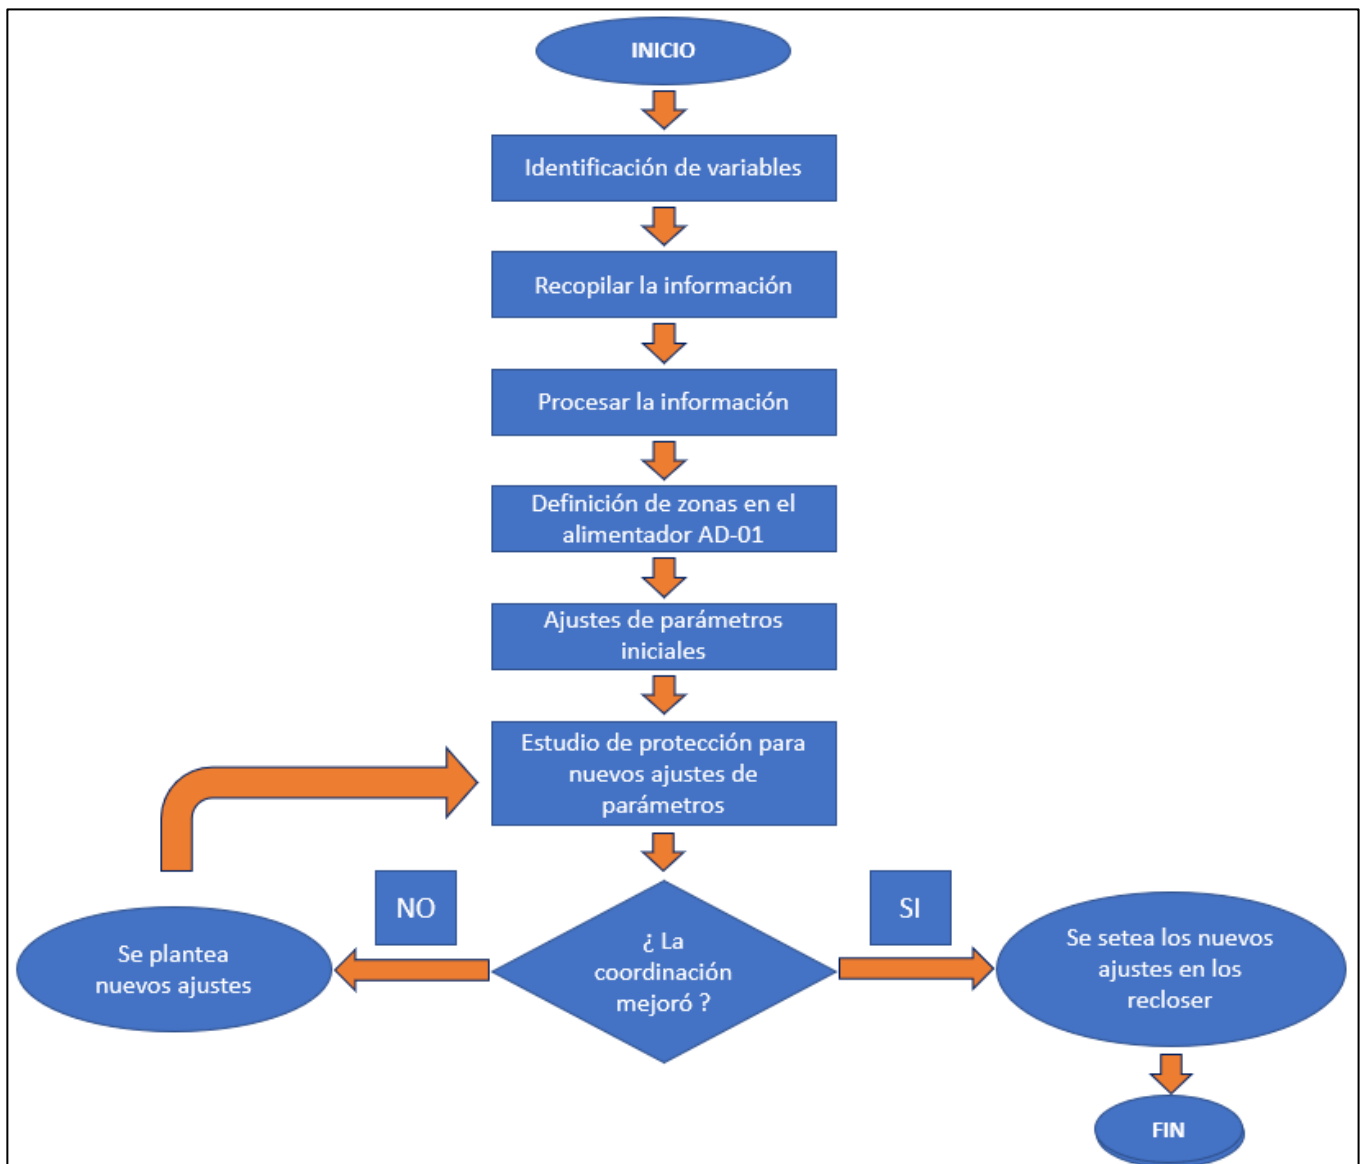 INICIO
Identificación de variables
Recopilar la información
Procesar la información
Definición de zonas en el
alimentador AD-01
Ajustes de parámetros
iniciales
Estudio de protección para
nuevos ajustes de
parámetros
NO
SI
Se plantea
nuevos ajustes
¿ La
coordinación
mejoró ?
Se setea los nuevos
ajustes en los
recloser
FIN